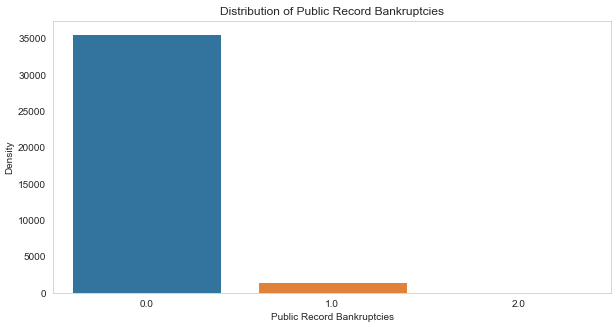 Distribution of Public Record Bankruptcies
35000
30000
25000
20000
15000
10000
5000
0
Density
0.0 1.0 2.0
Public Record Bankruptcies